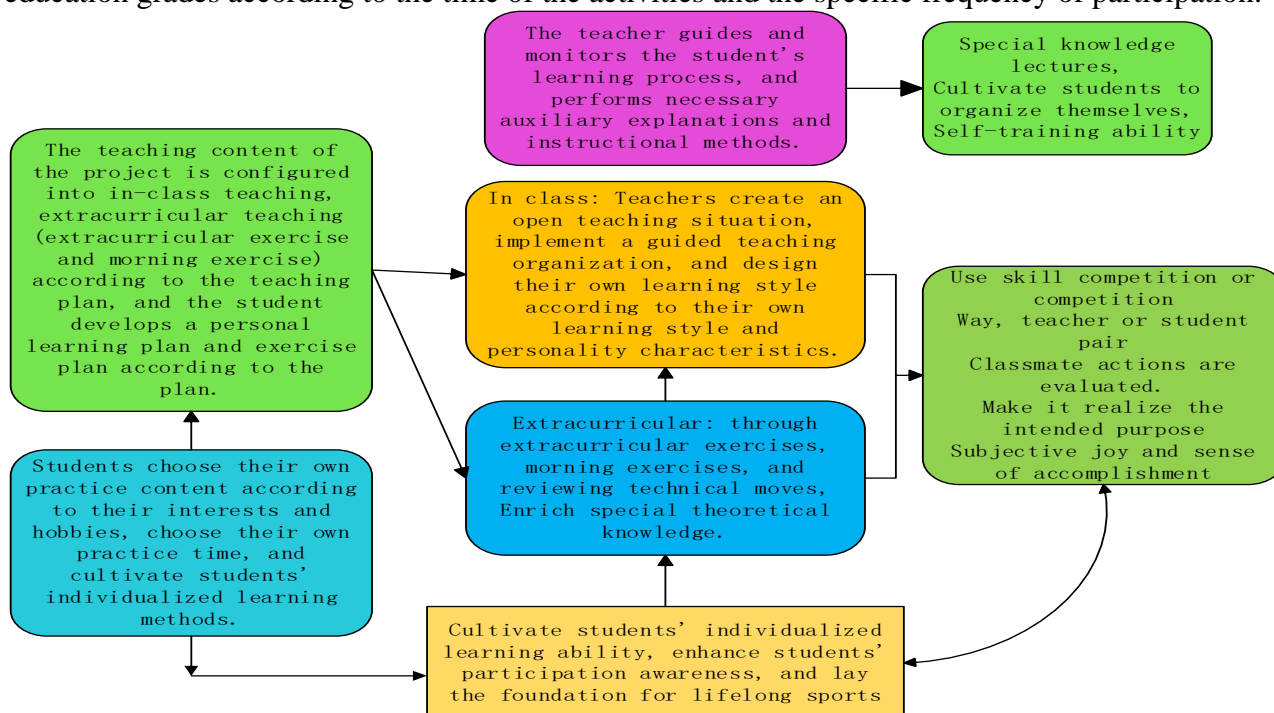 education grades according to the time of the activities and the specific frequency of participation.
The teacher guides and
monitors the student's
learning process, and
performs necessary
auxiliary explanations and
instructional methods.
Special knowledge
lectures,
Cultivate students to
organize themselves,
Self-training ability
The teaching content of
the project is configured
into in-class teaching,
extracurricular teaching
(extracurricular exercise
and morning exercise)
according to the teaching
plan, and the student
develops a personal
learning plan and exercise
plan according to the
plan.
In class: Teachers create an
open teaching situation,
implement a guided teaching
organization, and design
their own learning style
according to their own
learning style and
personality characteristics.
Use skill competition or
competition
Way, teacher or student
pair
Classmate actions are
evaluated.
Make it realize the
intended purpose
Subjective joy and sense
of accomplishment
Extracurricular: through
extracurricular exercises,
morning exercises, and
reviewing technical moves,
Enrich special theoretical
knowledge.
Students choose their own
practice content according
to their interests and
hobbies, choose their own
practice time, and
cultivate students'
individualized learning
methods.
Cultivate students' individualized
learning ability, enhance students'
participation awareness, and lay
the foundation for lifelong sports